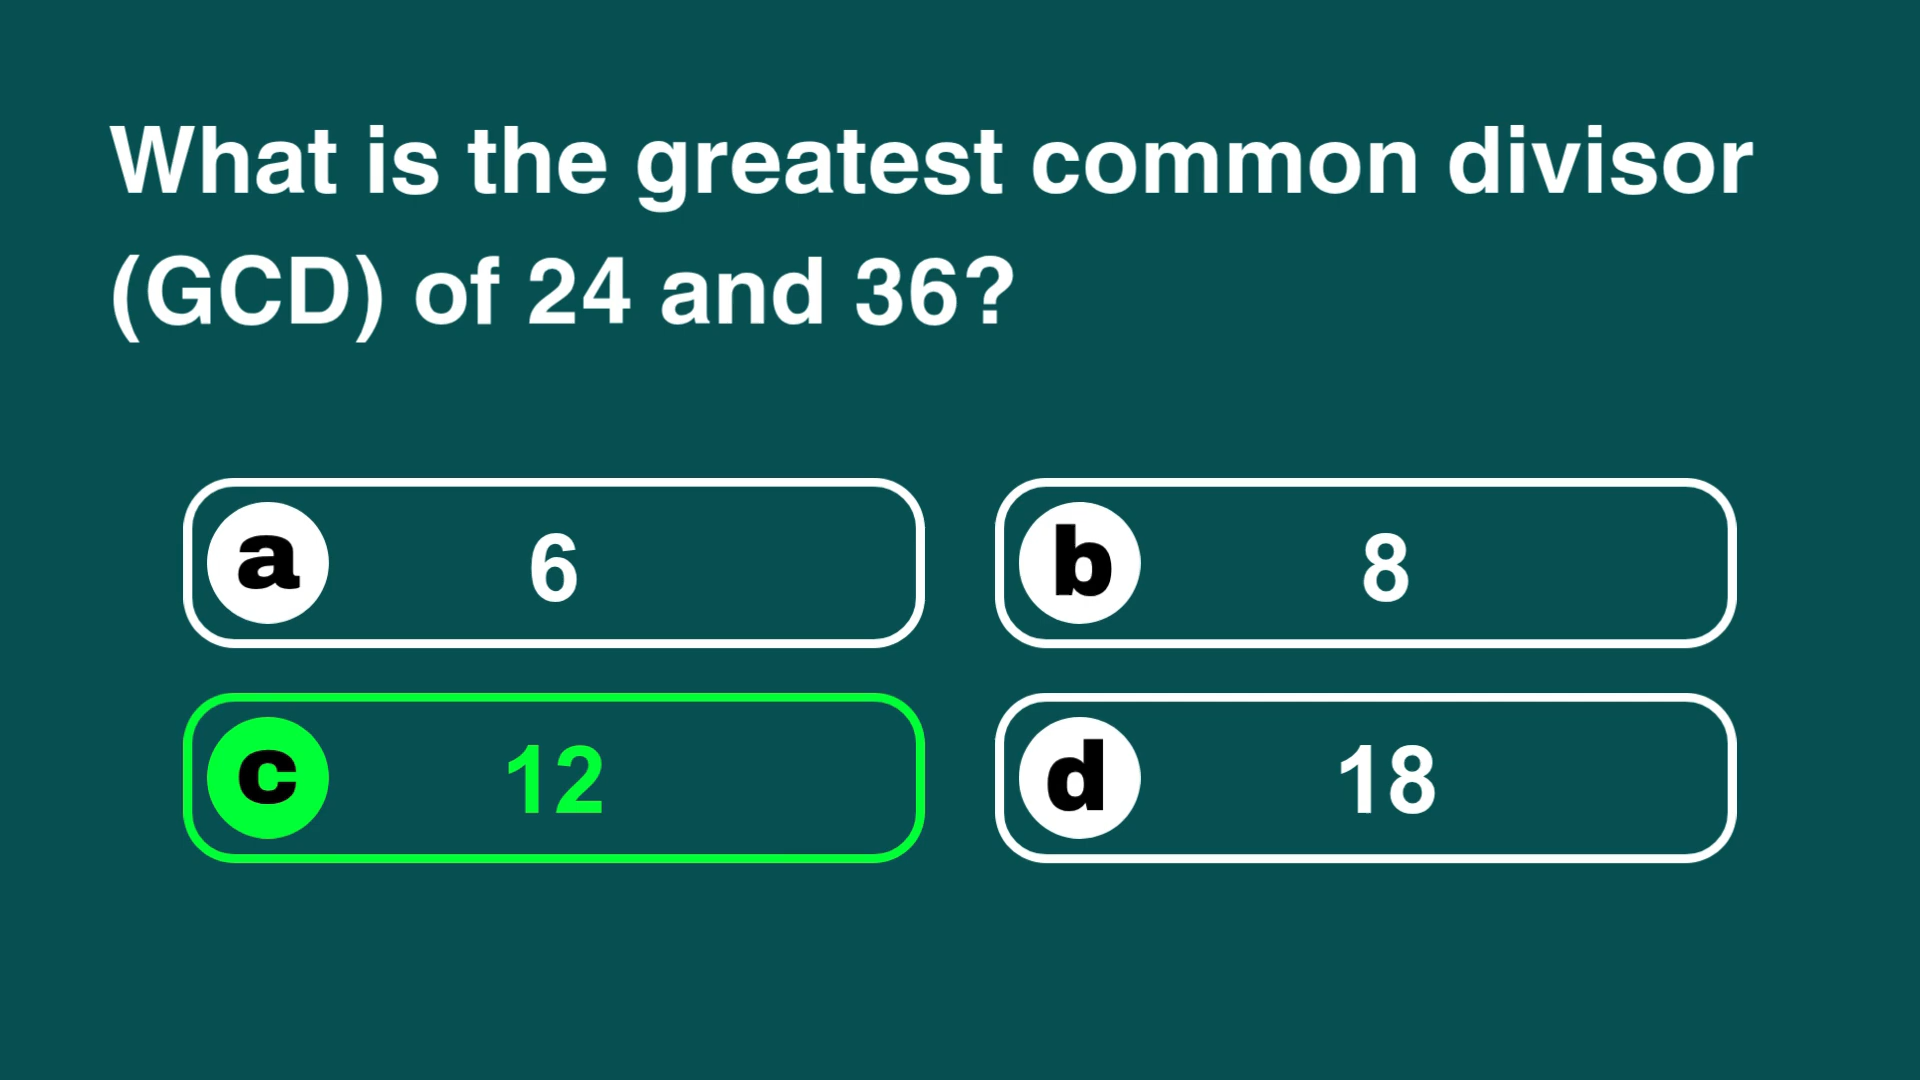 What is the greatest common divisor
(GCD) of 24 and 36?
a 6
b 8
c 12
d 18